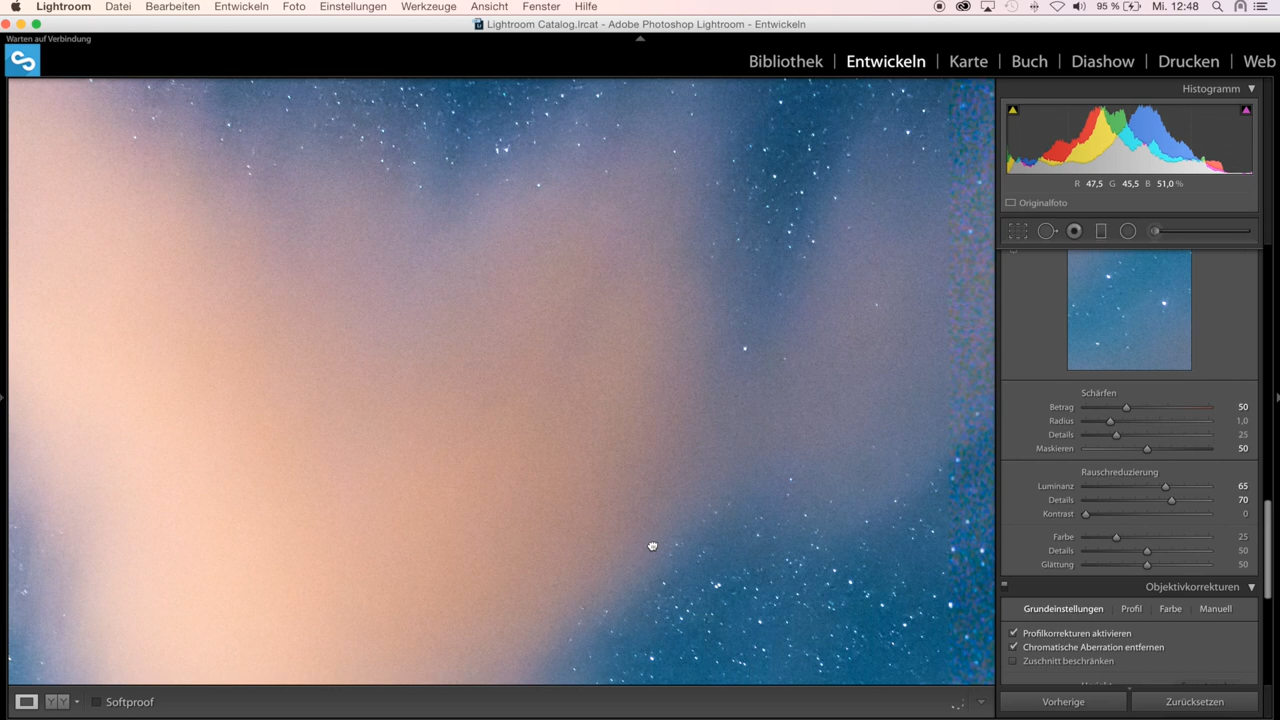 Lightroom Datei Bearbeiten Entwickeln Foto Einstellungen Werkzeuge Ansicht Fenster Hilfe 95 % Mi. 12:48
Lightroom Catalog.lrcat - Adobe Photoshop Lightroom - Entwickeln
Warten auf Verbindung
Bibliothek | Entwickeln | Karte | Buch | Diashow | Drucken | Web
Histogramm
R 47,5 G 45,5 B 51,0 %
Originalfoto
Schärfen
Betrag 50
Radius 1,0
Details 25
Maskieren 50
Rauschreduzierung
Luminanz 65
Details 70
Kontrast 0
Farbe 25
Details 50
Glättung 50
Objektivkorrekturen
Grundeinstellungen Profil Farbe Manuell
Profilkorrekturen aktivieren
Chromatische Aberration entfernen
Zuschnitt beschränken
Softproof
Vorherige Zurücksetzen